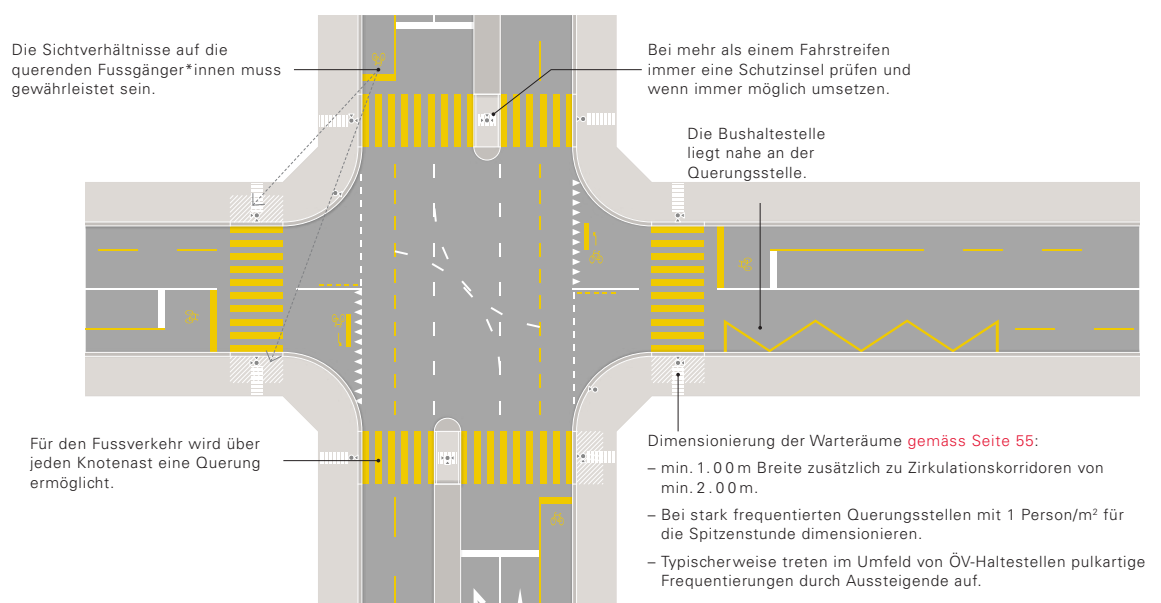 Die Sichtverhältnisse auf die
querenden Fussgänger*innen muss
gewährleistet sein.
Bei mehr als einem Fahrstreifen
immer eine Schutzinsel prüfen und
wenn immer möglich umsetzen.
Die Bushaltestelle
liegt nahe an der
Querungsstelle.
Für den Fussverkehr wird über
jeden Knotenast eine Querung
ermöglicht.
Dimensionierung der Warteräume gemäss Seite 55:
– min. 1.00 m Breite zusätzlich zu Zirkulationskorridoren von
min. 2.00 m.
– Bei stark frequentierten Querungsstellen mit 1 Person/m² für
die Spitzenstunde dimensionieren.
– Typischerweise treten im Umfeld von ÖV-Haltestellen pulkartige
Frequentierungen durch Aussteigende auf.